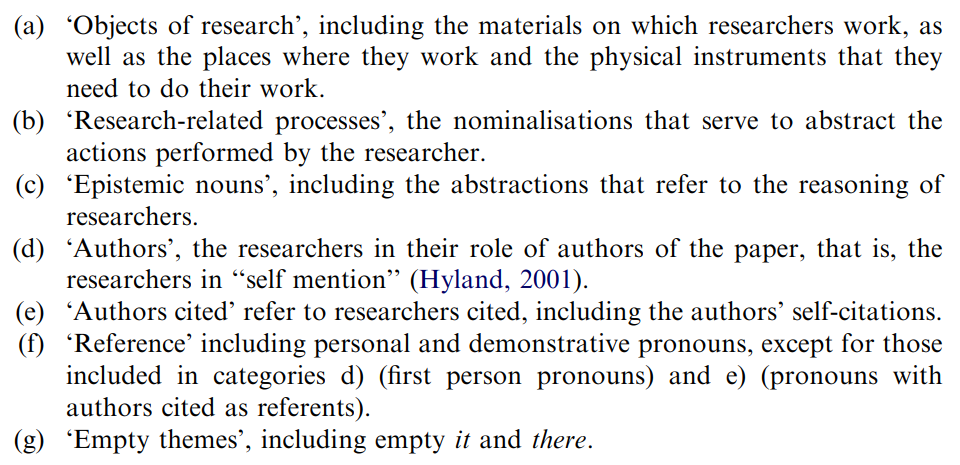 (a) ‘Objects of research’, including the materials on which researchers work, as
well as the places where they work and the physical instruments that they
need to do their work.
(b) ‘Research-related processes’, the nominalisations that serve to abstract the
actions performed by the researcher.
(c) ‘Epistemic nouns’, including the abstractions that refer to the reasoning of
researchers.
(d) ‘Authors’, the researchers in their role of authors of the paper, that is, the
researchers in “self mention” (Hyland, 2001).
(e) ‘Authors cited’ refer to researchers cited, including the authors’ self-citations.
(f) ‘Reference’ including personal and demonstrative pronouns, except for those
included in categories d) (first person pronouns) and e) (pronouns with
authors cited as referents).
(g) ‘Empty themes’, including empty it and there.